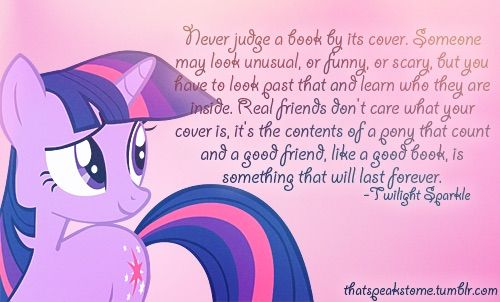 Never judge a book by its cover. Someone
may look unusual, or funny, or scary, but you
have to look past that and learn who they are
inside. Real friends don't care what your
cover is, it's the contents of a pony that count
and a good friend, like a good book, is
something that will last forever.
-Twilight Sparkle
thatspeakstome.tumblr.com